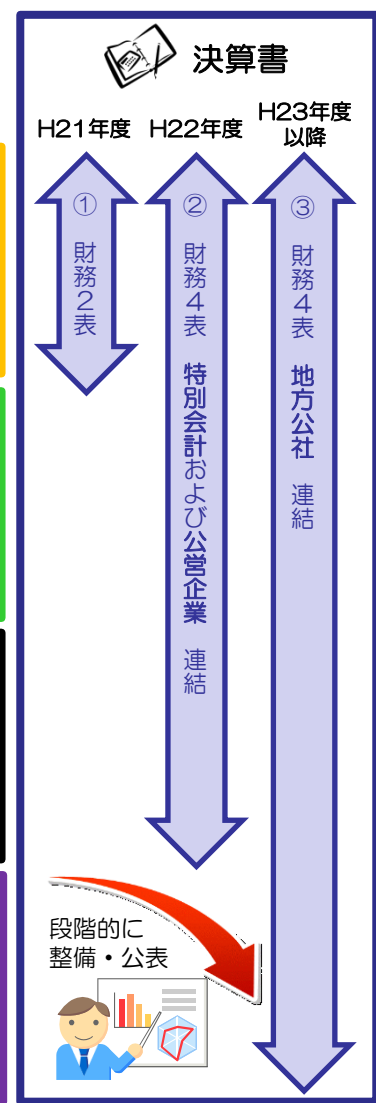 決算書
H21年度
H22年度
H23年度
以降
① 財務2表
② 財務4表 特別会計および公営企業 連結
③ 財務4表 地方公社 連結
段階的に
整備・公表